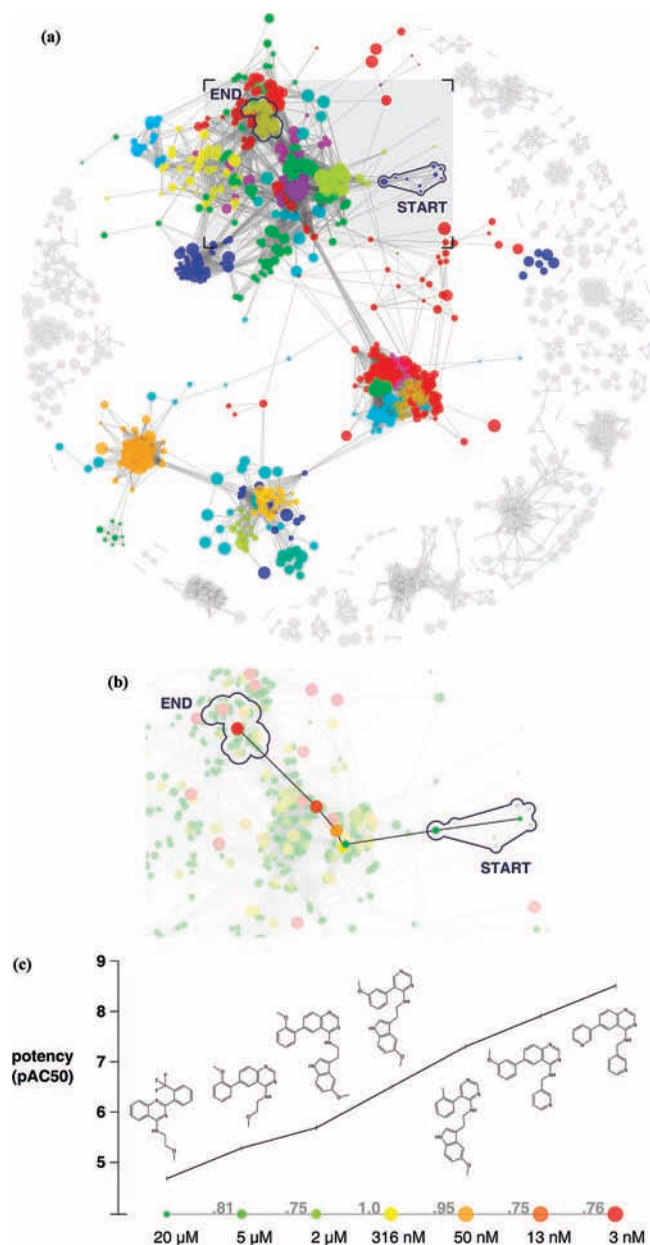 (a)
END
START
(b)
END
START
(c)
9
8
potency
(pAC50)
7
6
5
.81 .75 1.0 .95 .75 .76
20 µM 5 µM 2 µM 316 nM 50 nM 13 nM 3 nM